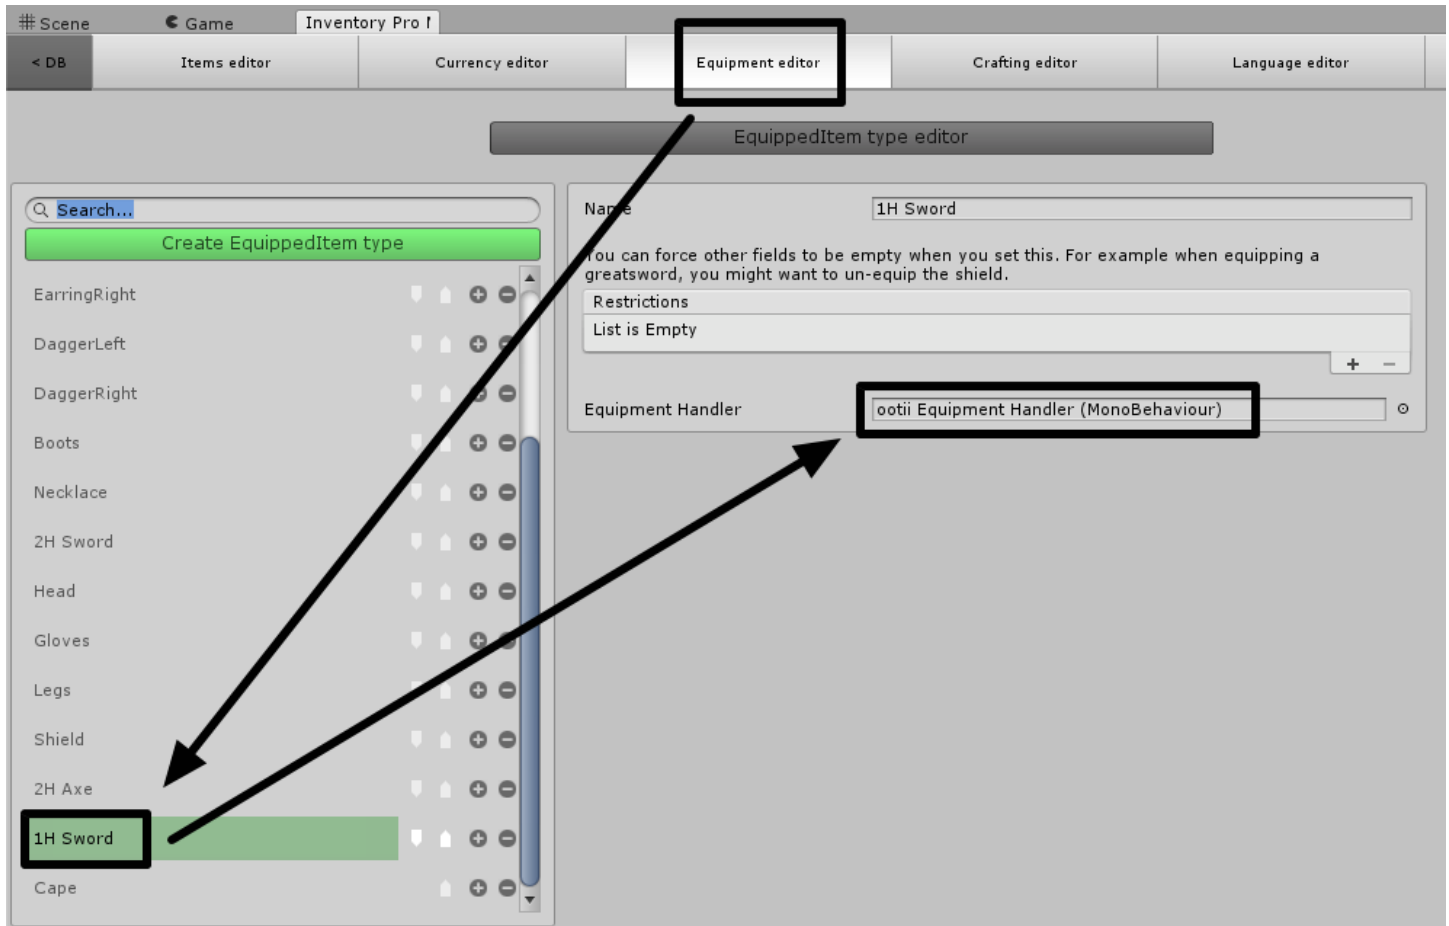 Scene
Game
Inventory Pro
< DB
Items editor
Currency editor
Equipment editor
Crafting editor
Language editor
EquippedItem type editor
Search...
Create EquippedItem type
EarringRight
DaggerLeft
DaggerRight
Boots
Necklace
2H Sword
Head
Gloves
Legs
Shield
2H Axe
1H Sword
Cape
Name
1H Sword
You can force other fields to be empty when you set this. For example when equipping a
greatsword, you might want to un-equip the shield.
Restrictions
List is Empty
Equipment Handler
ootii Equipment Handler (MonoBehaviour)